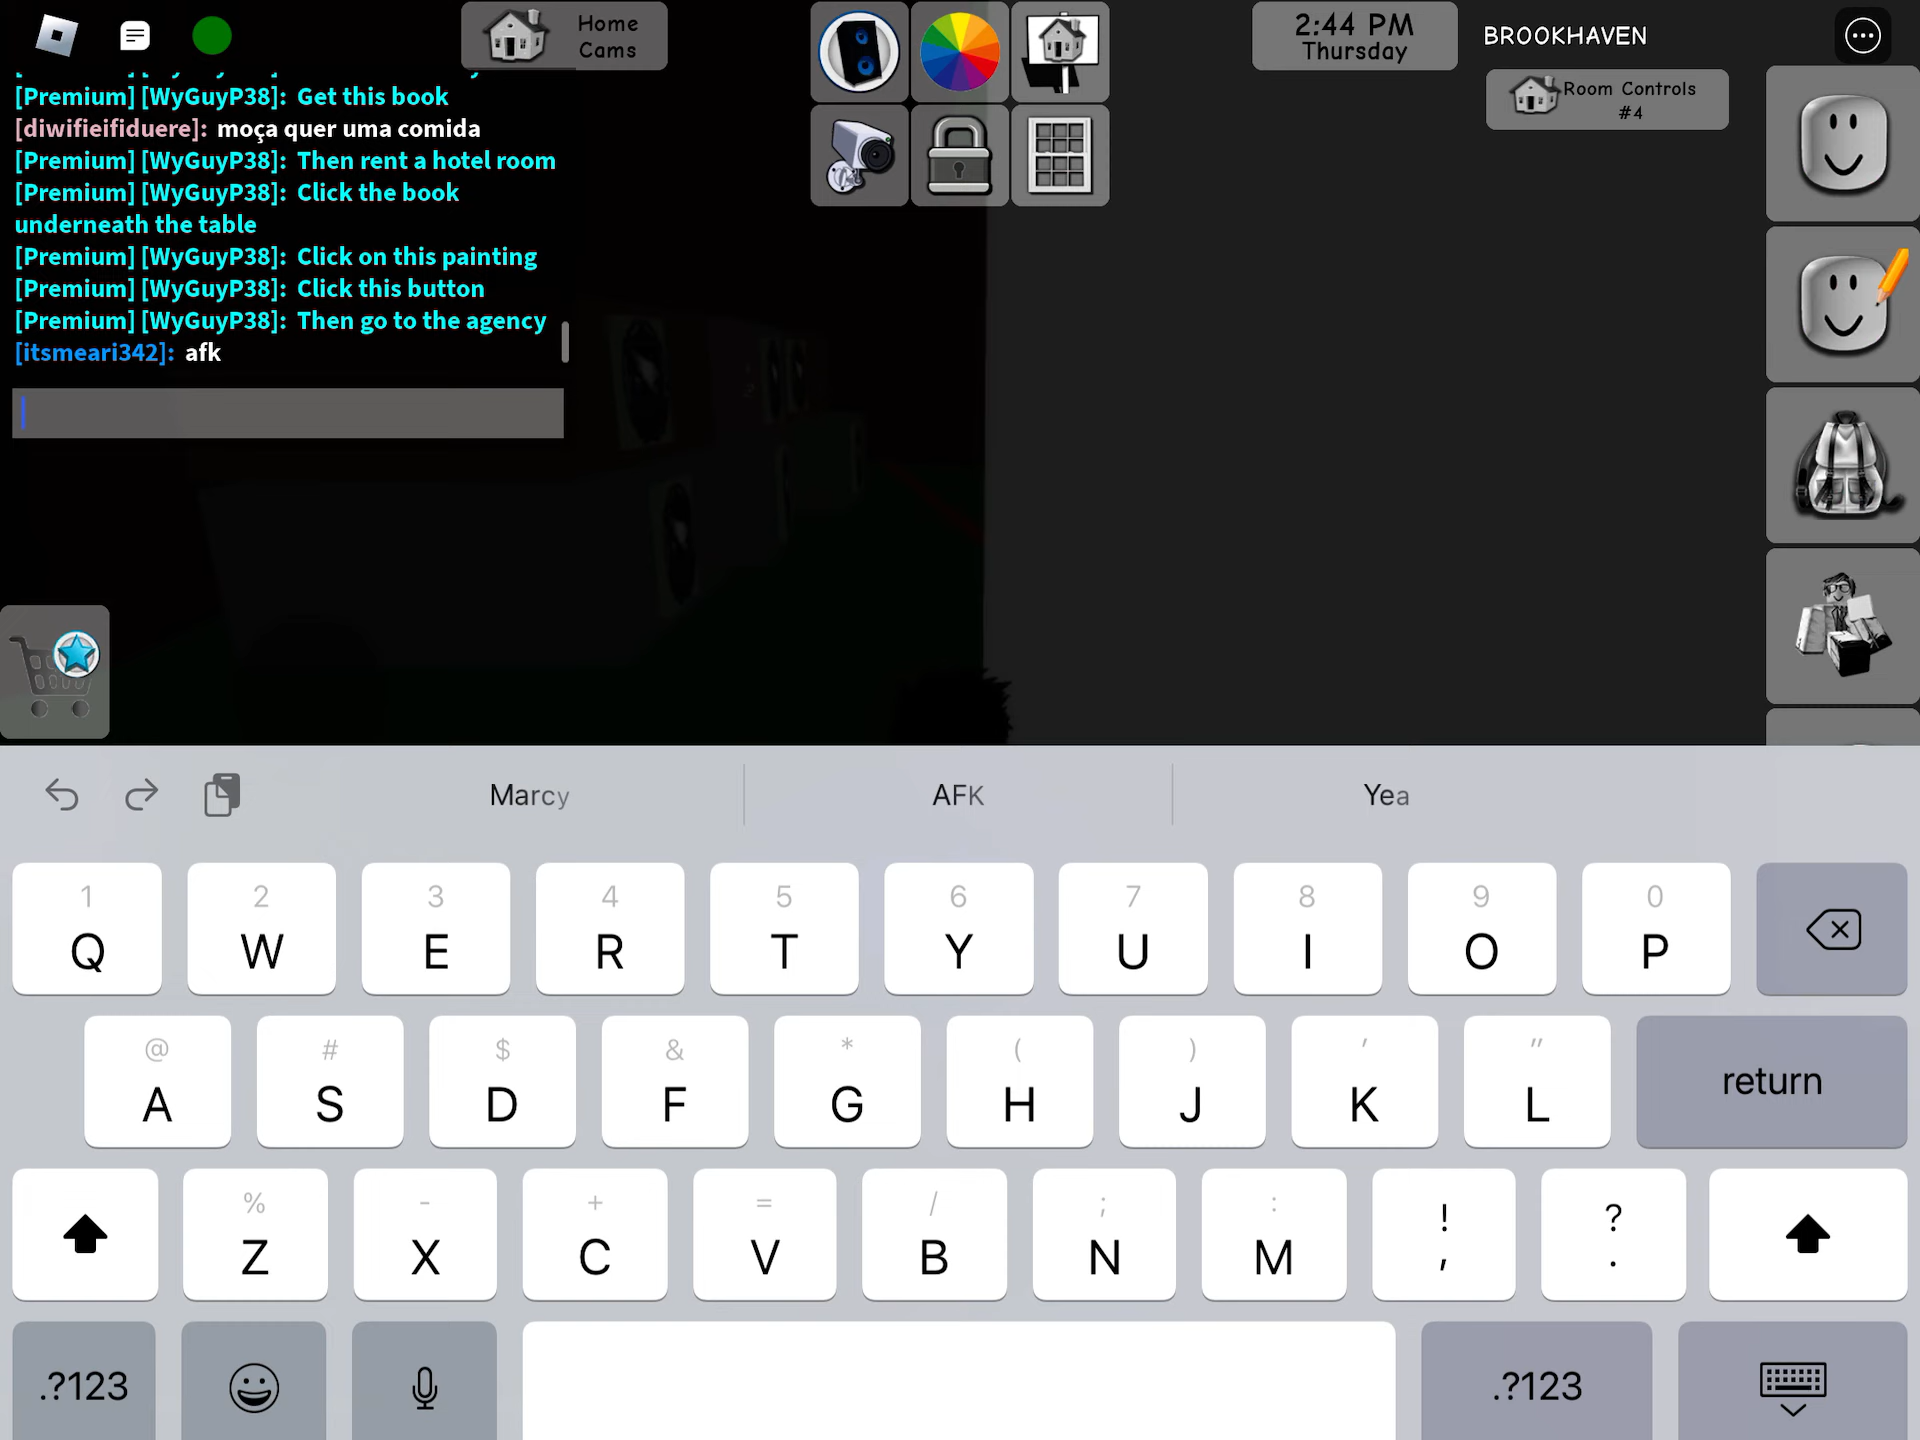 Home
Cams
2:44 PM
Thursday
BROOKHAVEN
Room Controls
#4
[Premium] [WyGuyP38]: Get this book
[diwifieifiduere]: moça quer uma comida
[Premium] [WyGuyP38]: Then rent a hotel room
[Premium] [WyGuyP38]: Click the book
underneath the table
[Premium] [WyGuyP38]: Click on this painting
[Premium] [WyGuyP38]: Click this button
[Premium] [WyGuyP38]: Then go to the agency
[itsmeari342]: afk
Marcy AFK Yea
1 2 3 4 5 6 7 8 9 0
Q W E R T Y U I O P
@ # $ & * ( ) ' "
A S D F G H J K L return
% - + = / ; : ! ?
Z X C V B N M , .
.?123 .?123